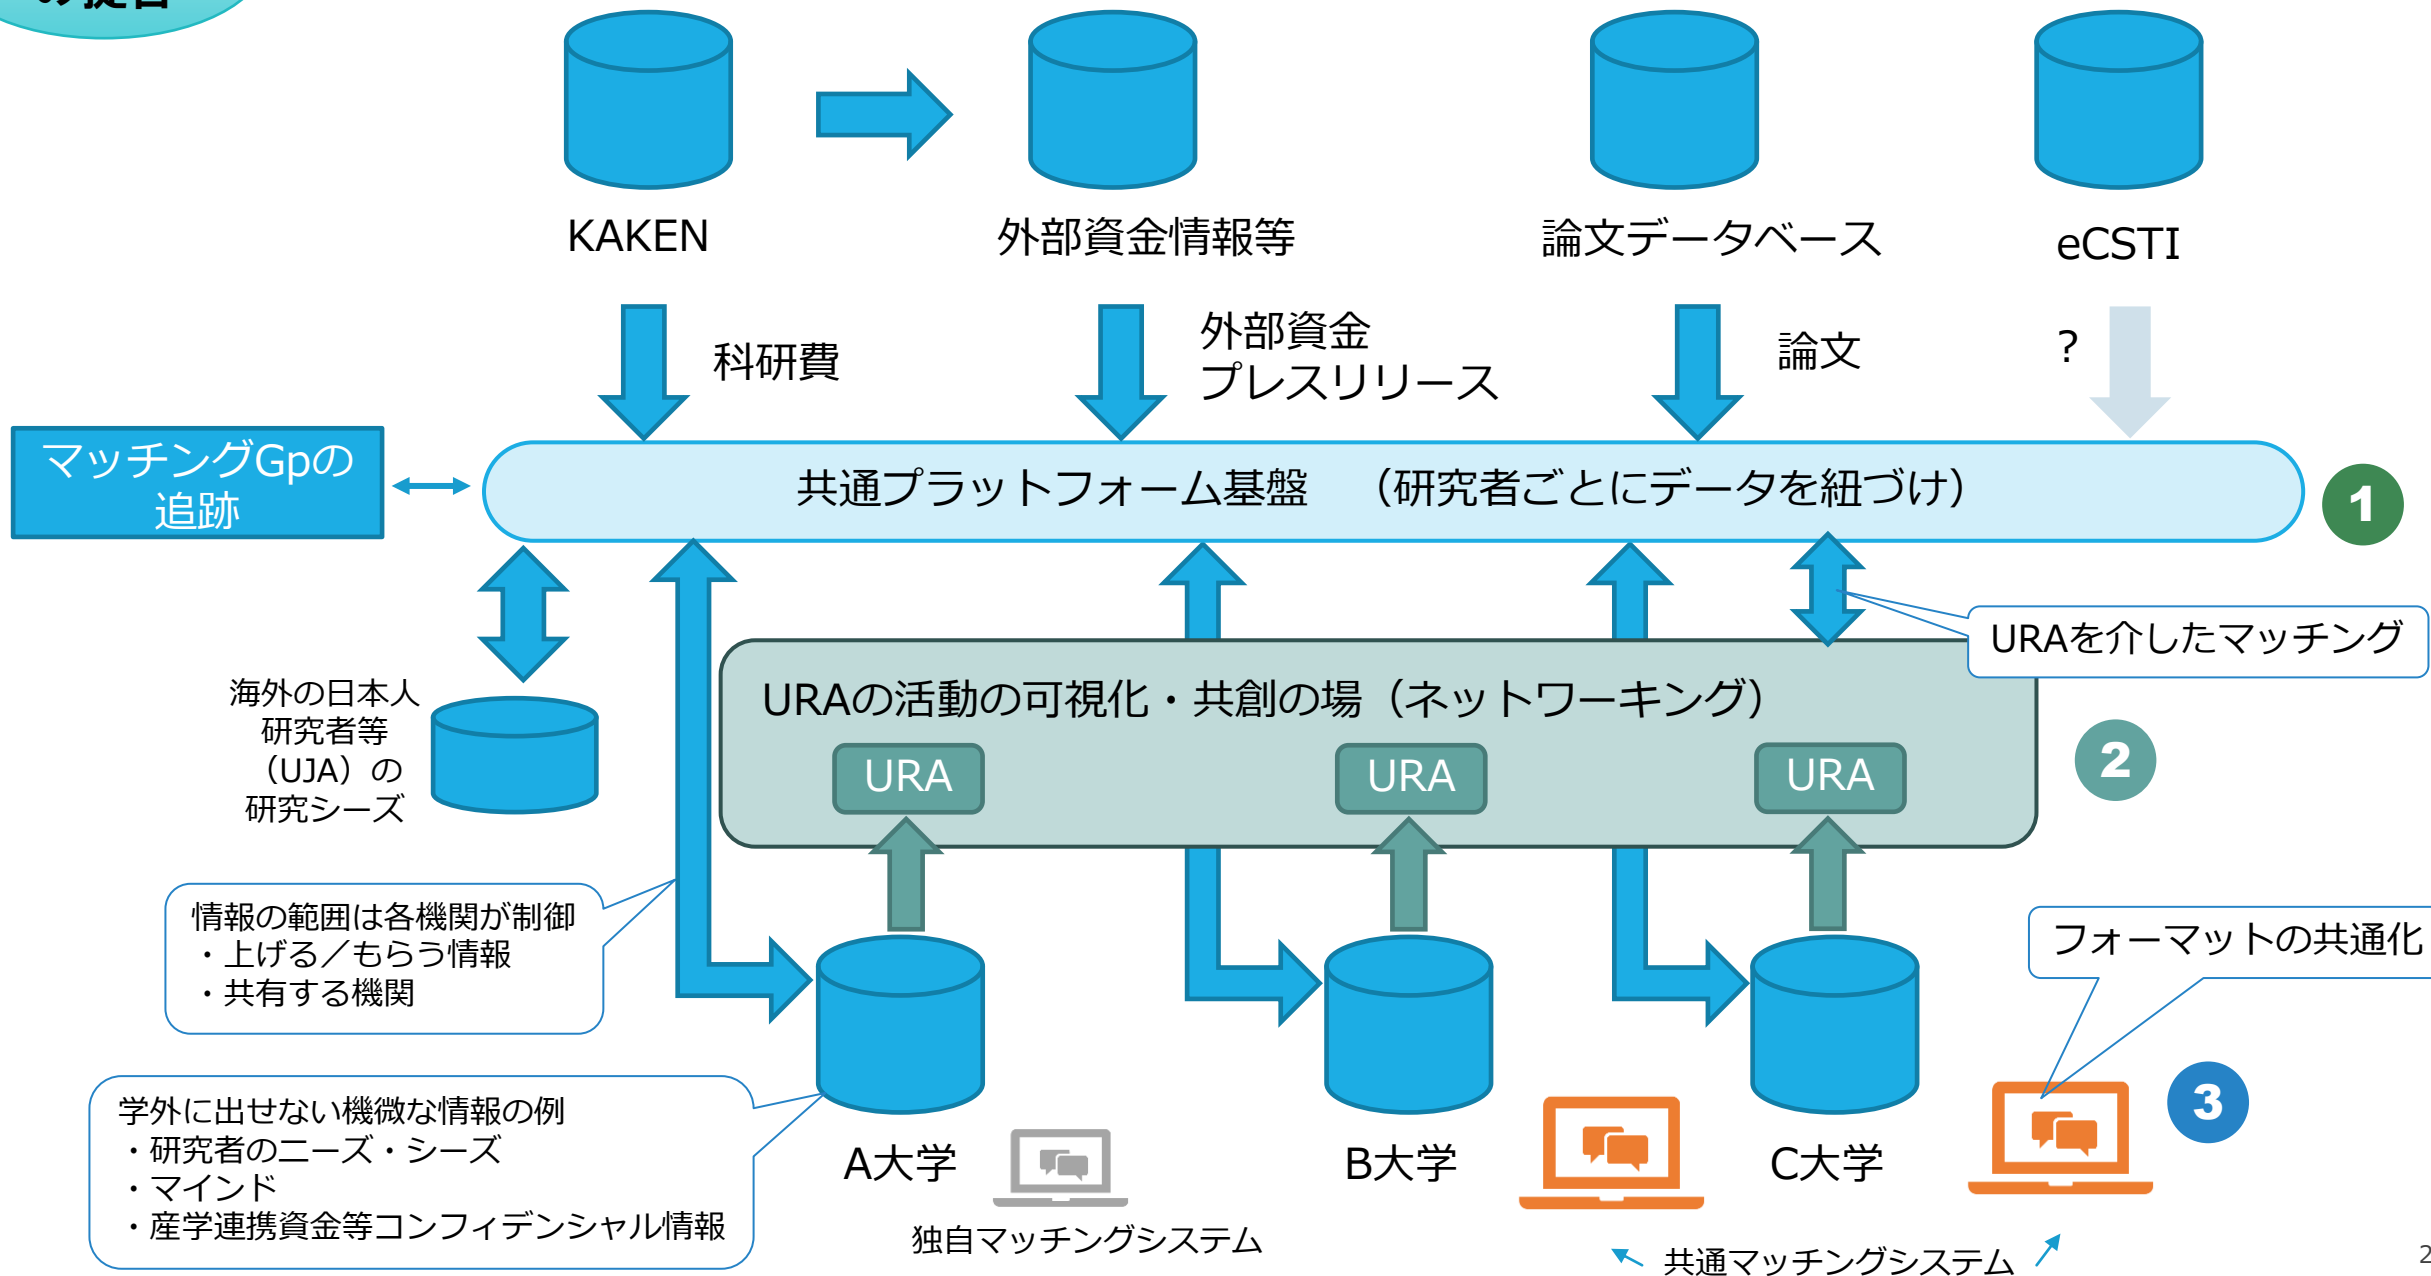 の提言
KAKEN
外部資金情報等
論文データベース
eCSTI
科研費
外部資金
プレスリリース
論文
?
マッチングGpの
追跡
共通プラットフォーム基盤　（研究者ごとにデータを紐づけ）
1
URAを介したマッチング
海外の日本人
研究者等
（UJA）の
研究シーズ
URAの活動の可視化・共創の場（ネットワーキング）
URA
URA
URA
2
情報の範囲は各機関が制御
・上げる／もらう情報
・共有する機関
フォーマットの共通化
学外に出せない機微な情報の例
・研究者のニーズ・シーズ
・マインド
・産学連携資金等コンフィデンシャル情報
A大学
B大学
C大学
3
独自マッチングシステム
共通マッチングシステム
2